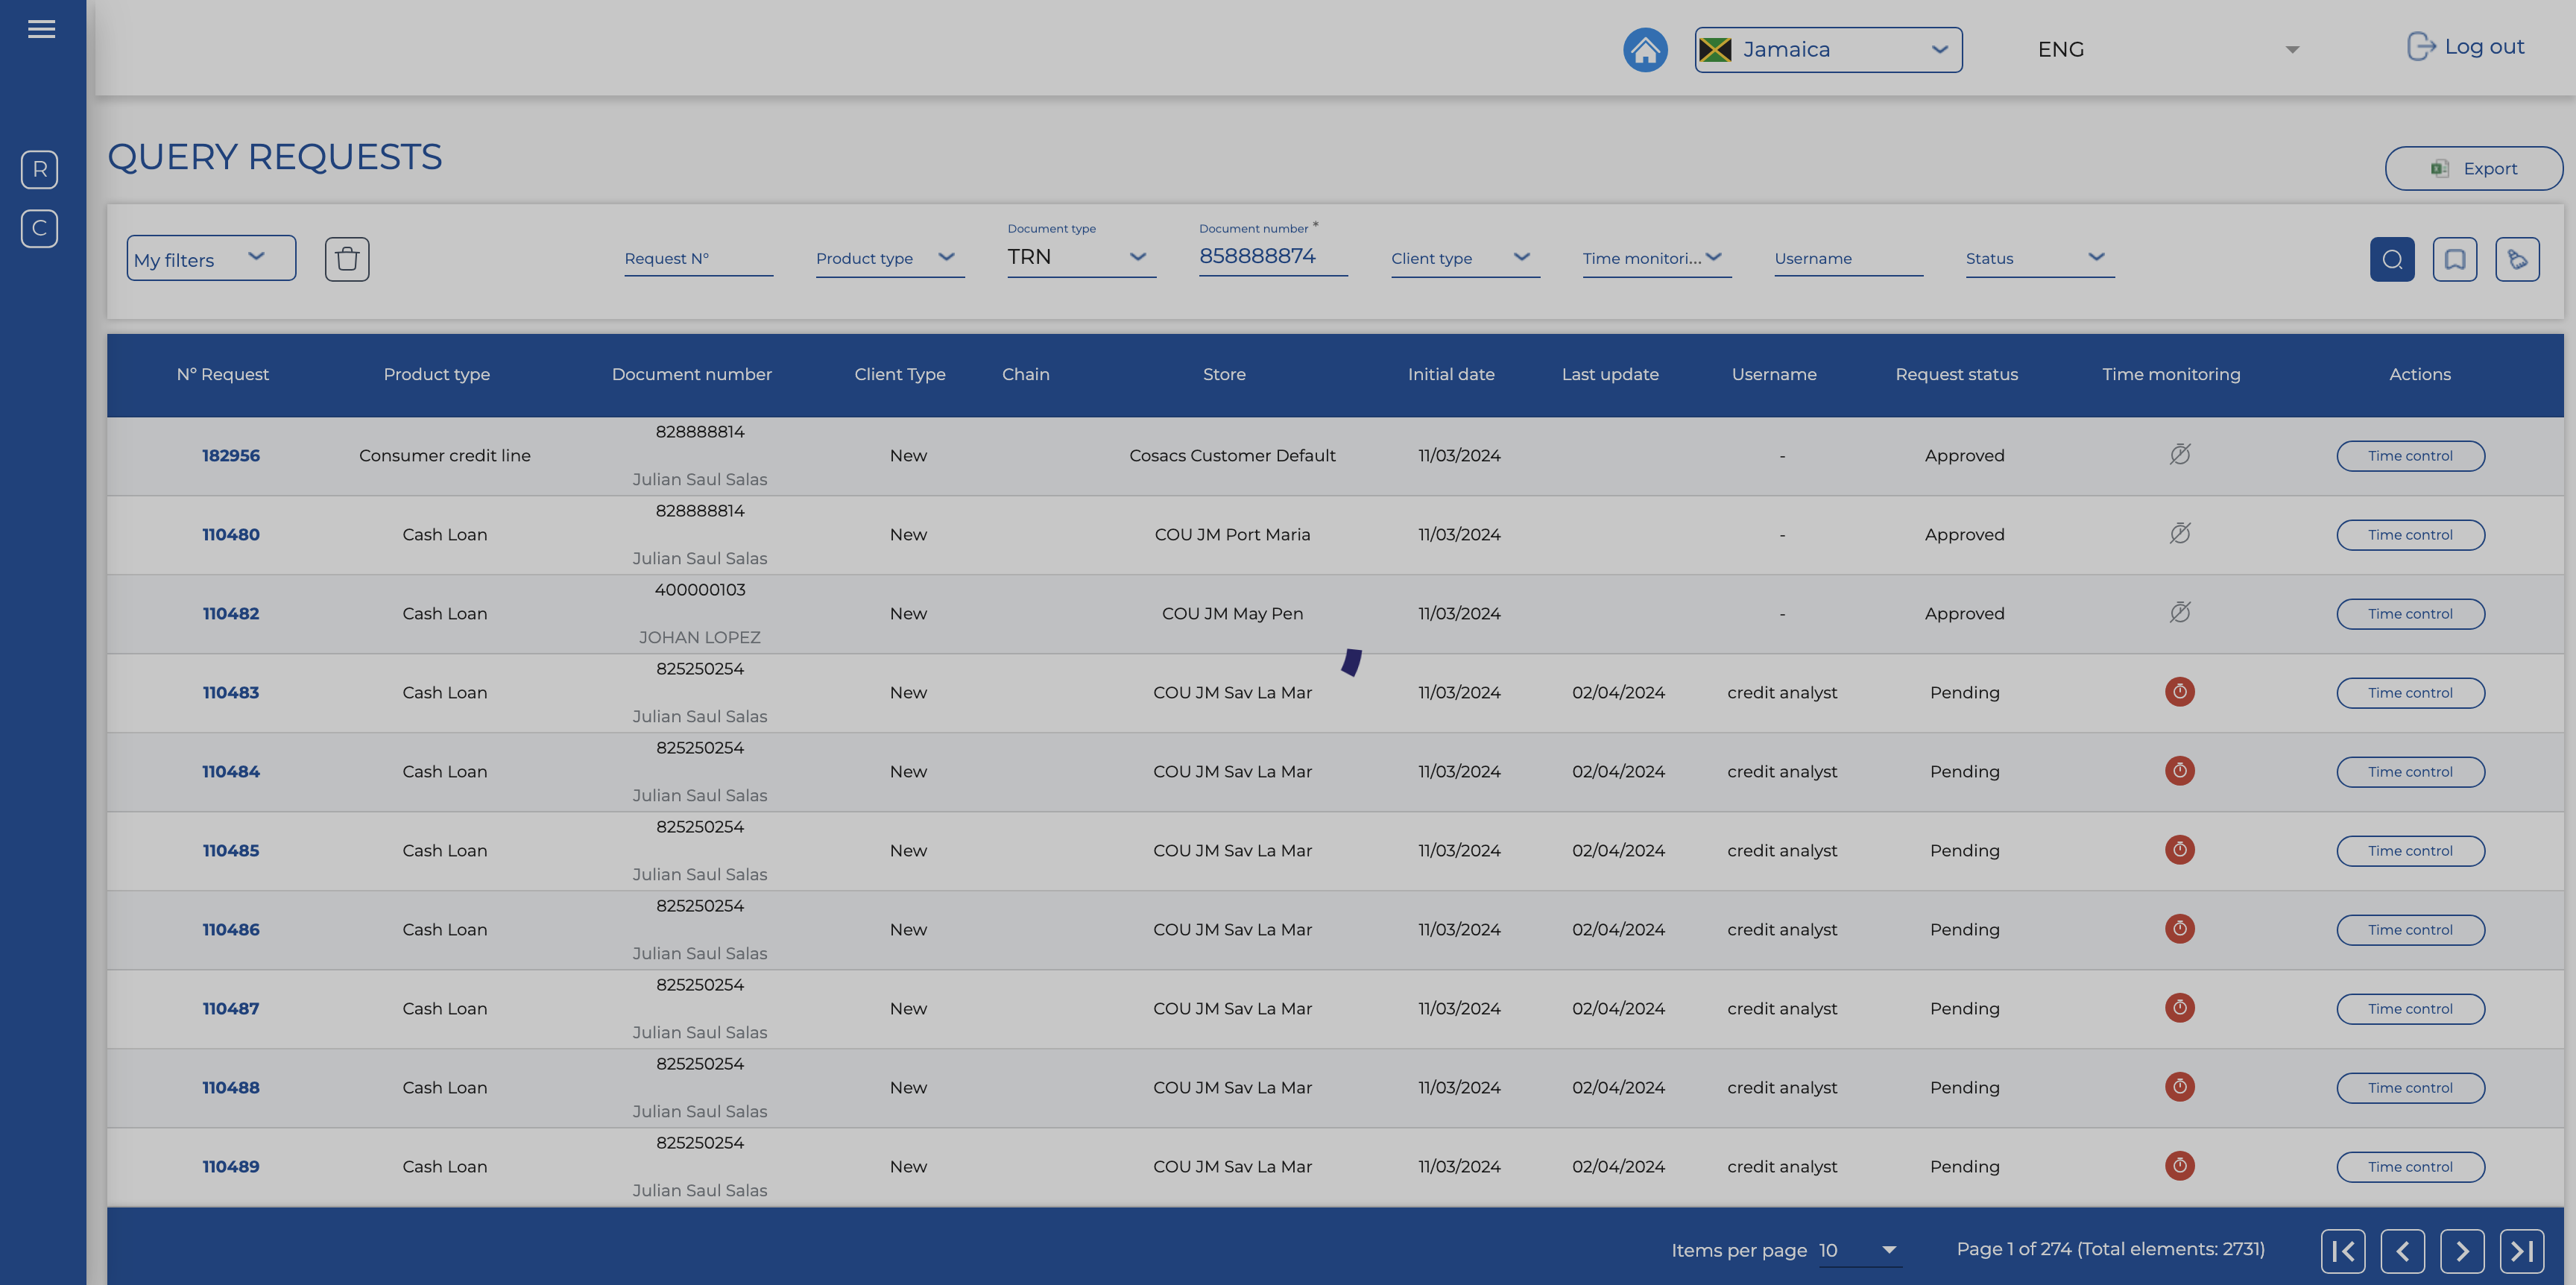 Jamaica
ENG
Log out
R
C
QUERY REQUESTS
Export
My filters
Request N°
Product type
Document type
TRN
Document number *
858888874
Client type
Time monitori...
Username
Status
N° Request Product type Document number Client Type Chain Store Initial date Last update Username Request status Time monitoring Actions
828888814
182956 Consumer credit line New Cosacs Customer Default 11/03/2024 - Approved Time control
Julian Saul Salas
828888814
110480 Cash Loan New COU JM Port Maria 11/03/2024 - Approved Time control
Julian Saul Salas
400000103
110482 Cash Loan New COU JM May Pen 11/03/2024 - Approved Time control
JOHAN LOPEZ
825250254
110483 Cash Loan New COU JM Sav La Mar 11/03/2024 02/04/2024 credit analyst Pending Time control
Julian Saul Salas
825250254
110484 Cash Loan New COU JM Sav La Mar 11/03/2024 02/04/2024 credit analyst Pending Time control
Julian Saul Salas
825250254
110485 Cash Loan New COU JM Sav La Mar 11/03/2024 02/04/2024 credit analyst Pending Time control
Julian Saul Salas
825250254
110486 Cash Loan New COU JM Sav La Mar 11/03/2024 02/04/2024 credit analyst Pending Time control
Julian Saul Salas
825250254
110487 Cash Loan New COU JM Sav La Mar 11/03/2024 02/04/2024 credit analyst Pending Time control
Julian Saul Salas
825250254
110488 Cash Loan New COU JM Sav La Mar 11/03/2024 02/04/2024 credit analyst Pending Time control
Julian Saul Salas
825250254
110489 Cash Loan New COU JM Sav La Mar 11/03/2024 02/04/2024 credit analyst Pending Time control
Julian Saul Salas
Items per page 10 Page 1 of 274 (Total elements: 2731)